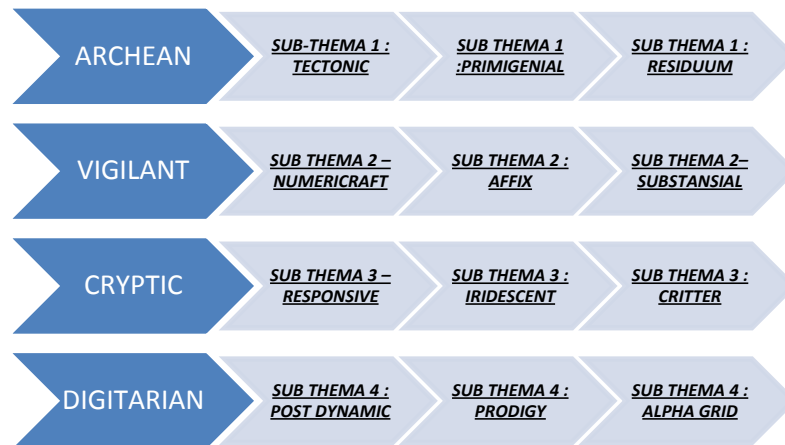 ARCHEAN
SUB-THEMA 1 :
TECTONIC
SUB THEMA 1
:PRIMIGENIAL
SUB THEMA 1 :
RESIDUUM
VIGILANT
SUB THEMA 2 –
NUMERICRAFT
SUB THEMA 2 :
AFFIX
SUB THEMA 2–
SUBSTANSIAL
CRYPTIC
SUB THEMA 3 –
RESPONSIVE
SUB THEMA 3 :
IRIDESCENT
SUB THEMA 3 :
CRITTER
DIGITARIAN
SUB THEMA 4 :
POST DYNAMIC
SUB THEMA 4 :
PRODIGY
SUB THEMA 4 :
ALPHA GRID